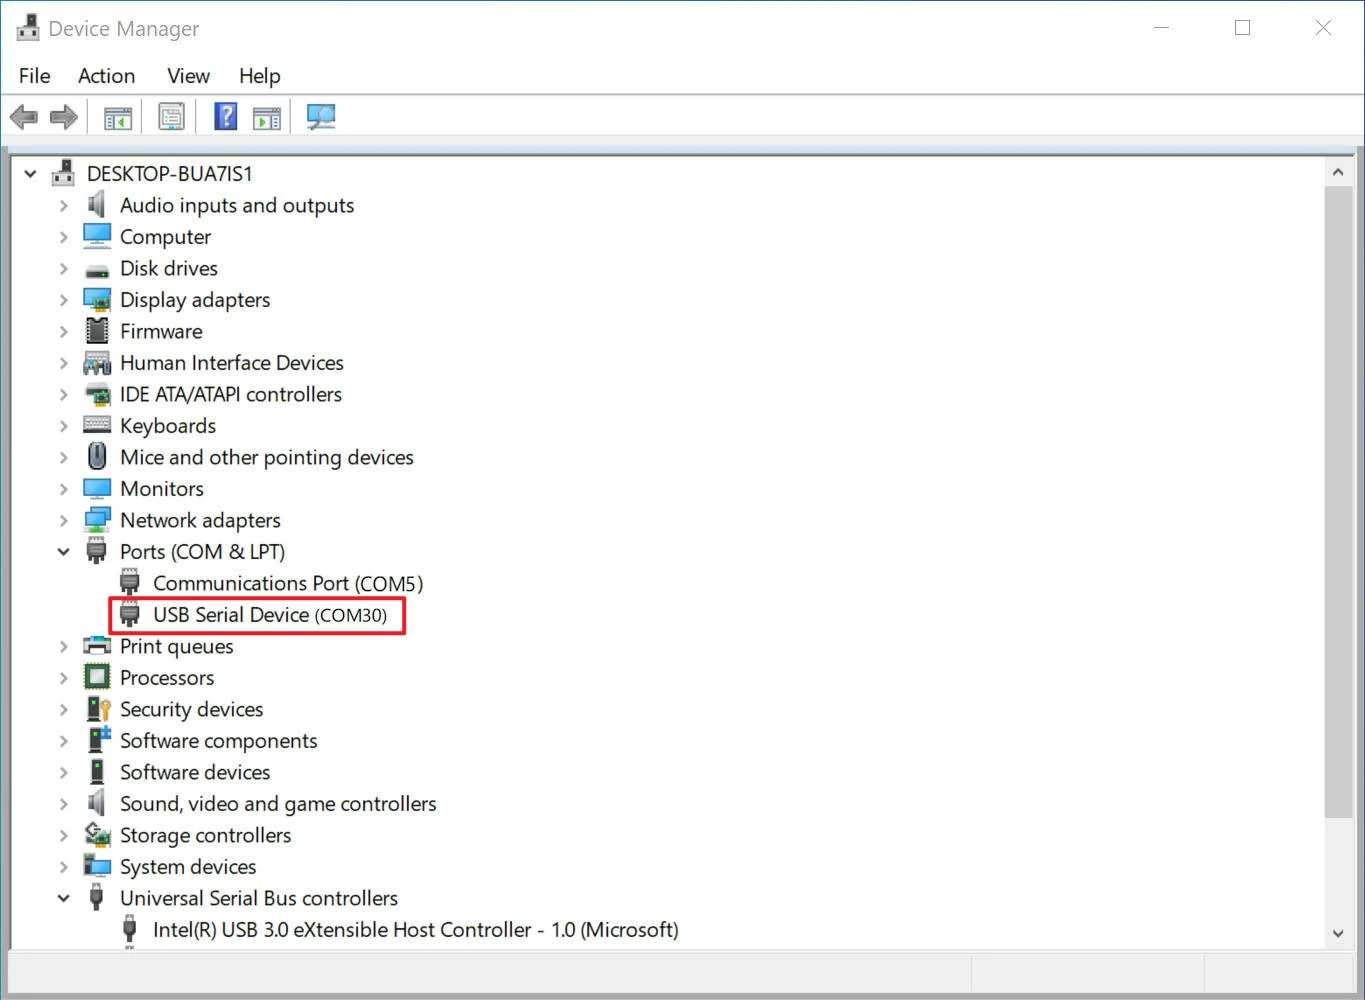 Device Manager
File Action View Help
DESKTOP-BUA7IS1
Audio inputs and outputs
Computer
Disk drives
Display adapters
Firmware
Human Interface Devices
IDE ATA/ATAPI controllers
Keyboards
Mice and other pointing devices
Monitors
Network adapters
Ports (COM & LPT)
Communications Port (COM5)
USB Serial Device (COM30)
Print queues
Processors
Security devices
Software components
Software devices
Sound, video and game controllers
Storage controllers
System devices
Universal Serial Bus controllers
Intel(R) USB 3.0 eXtensible Host Controller - 1.0 (Microsoft)